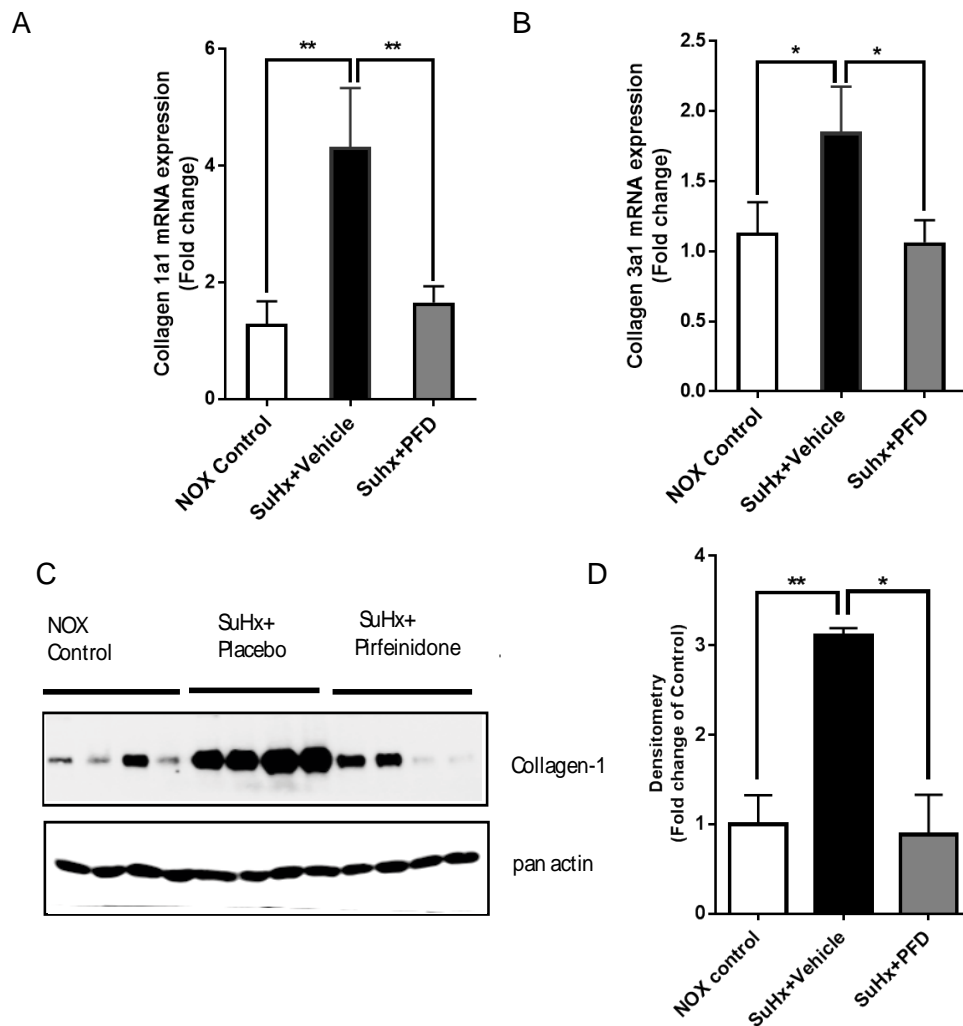 A
B
Collagen 1a1 mRNA expression
(Fold change)
6
4
2
0
**
**
NOX Control
SuHx+Vehicle
Suhx+PFD
Collagen 3a1 mRNA expression
(Fold change)
2.5
2.0
1.5
1.0
0.5
0.0
*
*
NOX Control
SuHx+Vehicle
Suhx+PFD
C
NOX
Control
SuHx+
Placebo
SuHx+
Pirfeinidone
Collagen-1
pan actin
D
Densitometry
(Fold change of Control)
4
3
2
1
0
**
*
NOX control
SuHx+Vehicle
SuHx+PFD